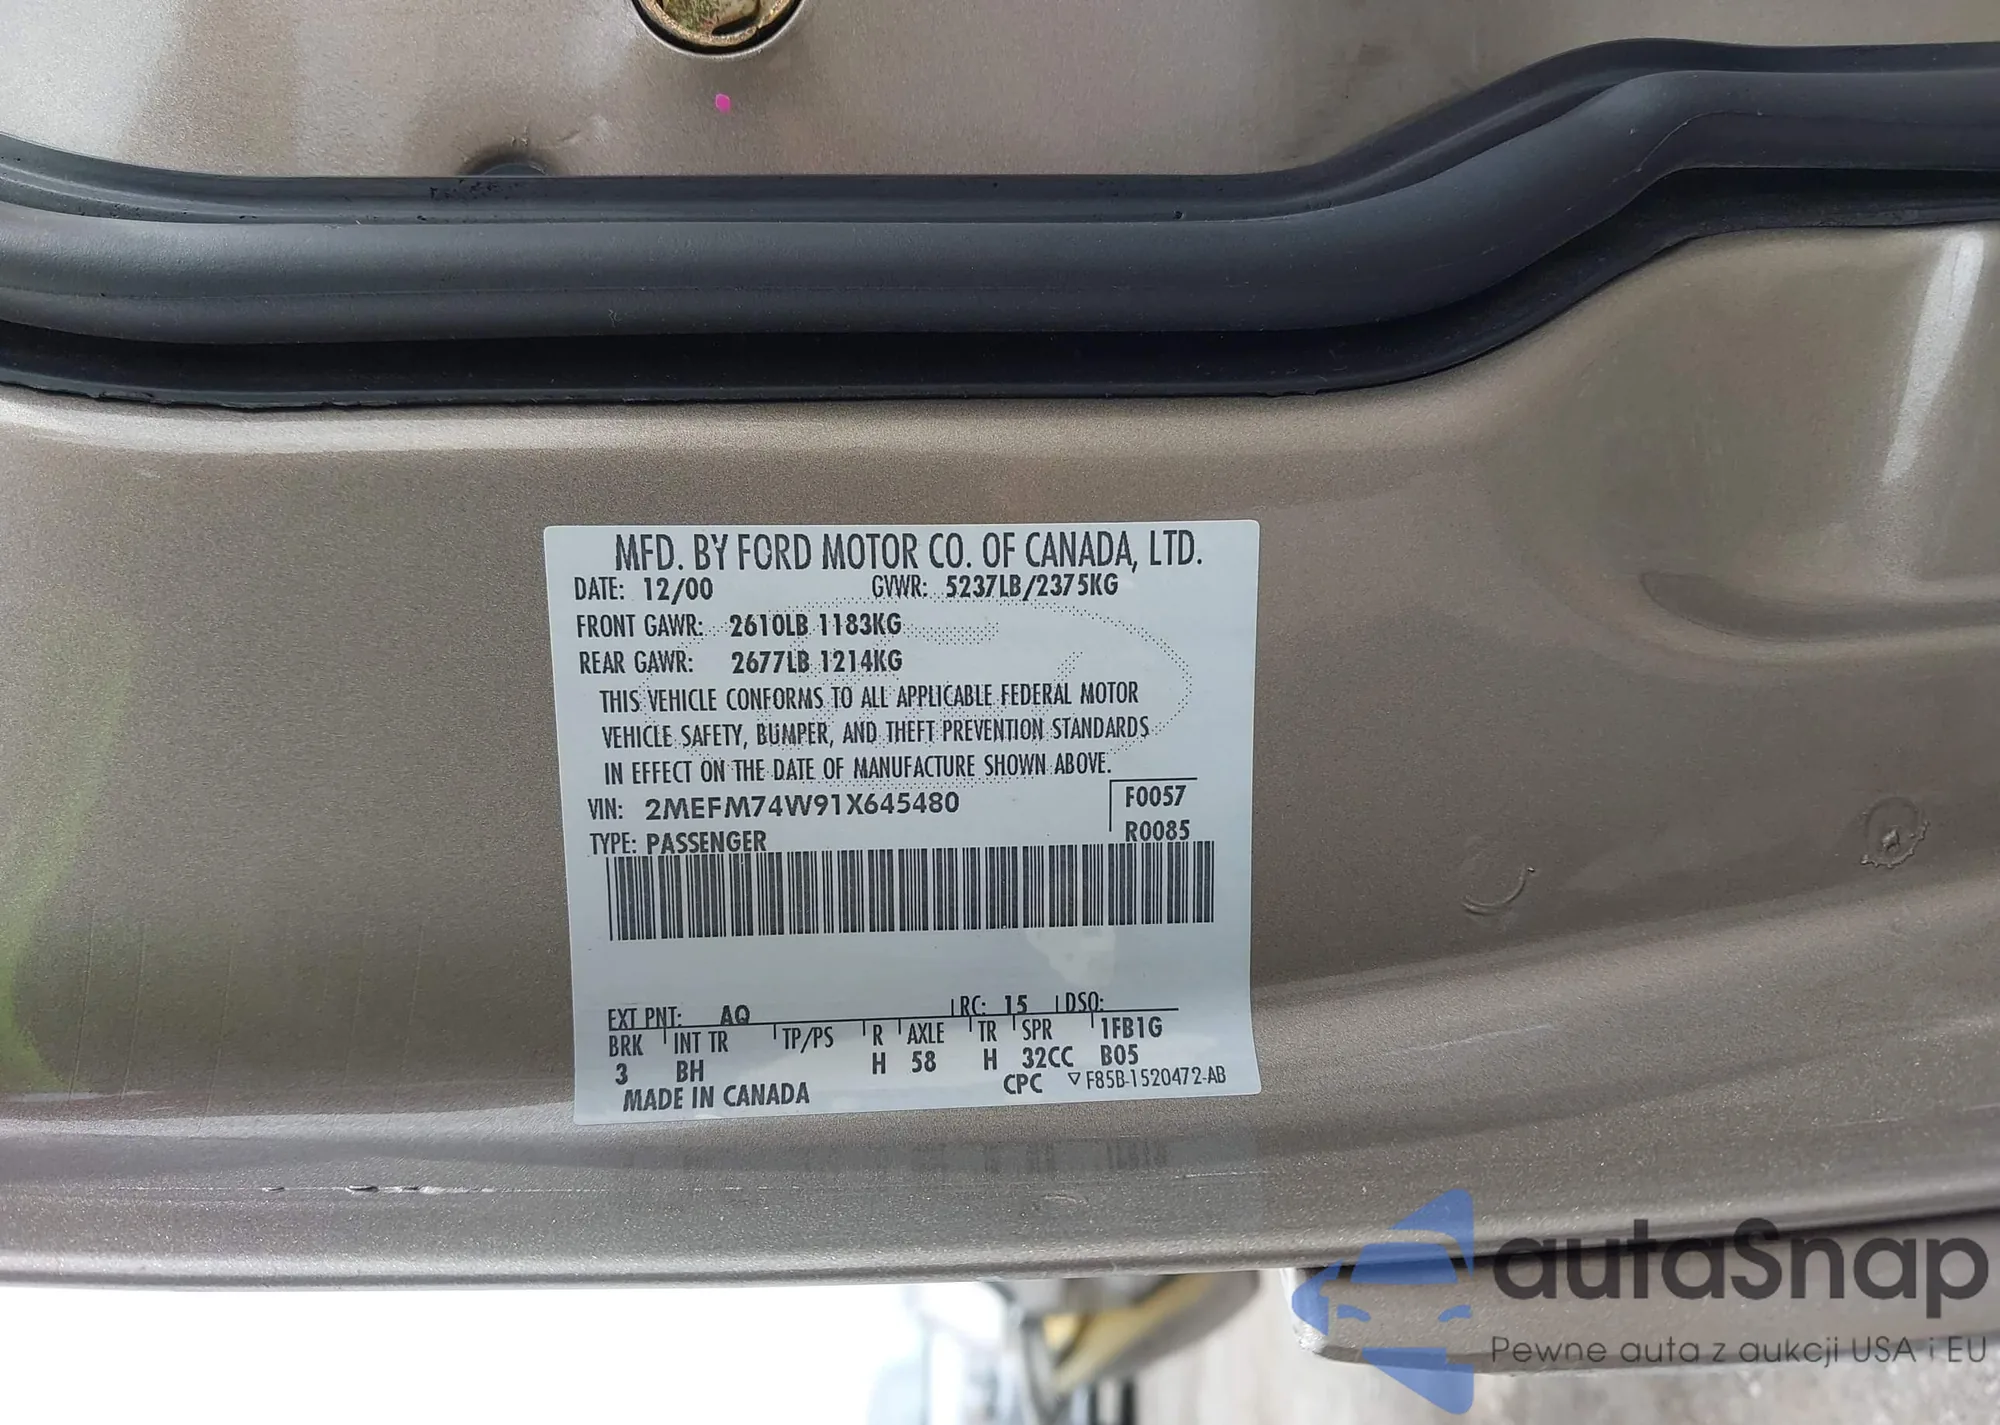 MFD. BY FORD MOTOR CO. OF CANADA, LTD.
DATE: 12/00 GVWR: 5237LB/2375KG
FRONT GAWR: 2610LB 1183KG
REAR GAWR: 2677LB 1214KG
THIS VEHICLE CONFORMS TO ALL APPLICABLE FEDERAL MOTOR
VEHICLE SAFETY, BUMPER, AND THEFT PREVENTION STANDARDS
IN EFFECT ON THE DATE OF MANUFACTURE SHOWN ABOVE.
VIN: 2MEFM74W91X645480 F0057
TYPE: PASSENGER R0085
EXT PNT: AQ RC: 15 DSO:
BRK INT TR TP/PS R AXLE TR SPR 1FB1G
3 BH H 58 H 32CC B05
MADE IN CANADA CPC ▽ F85B-1520472-AB
autaSnap
Pewne auta z aukcji USA i EU